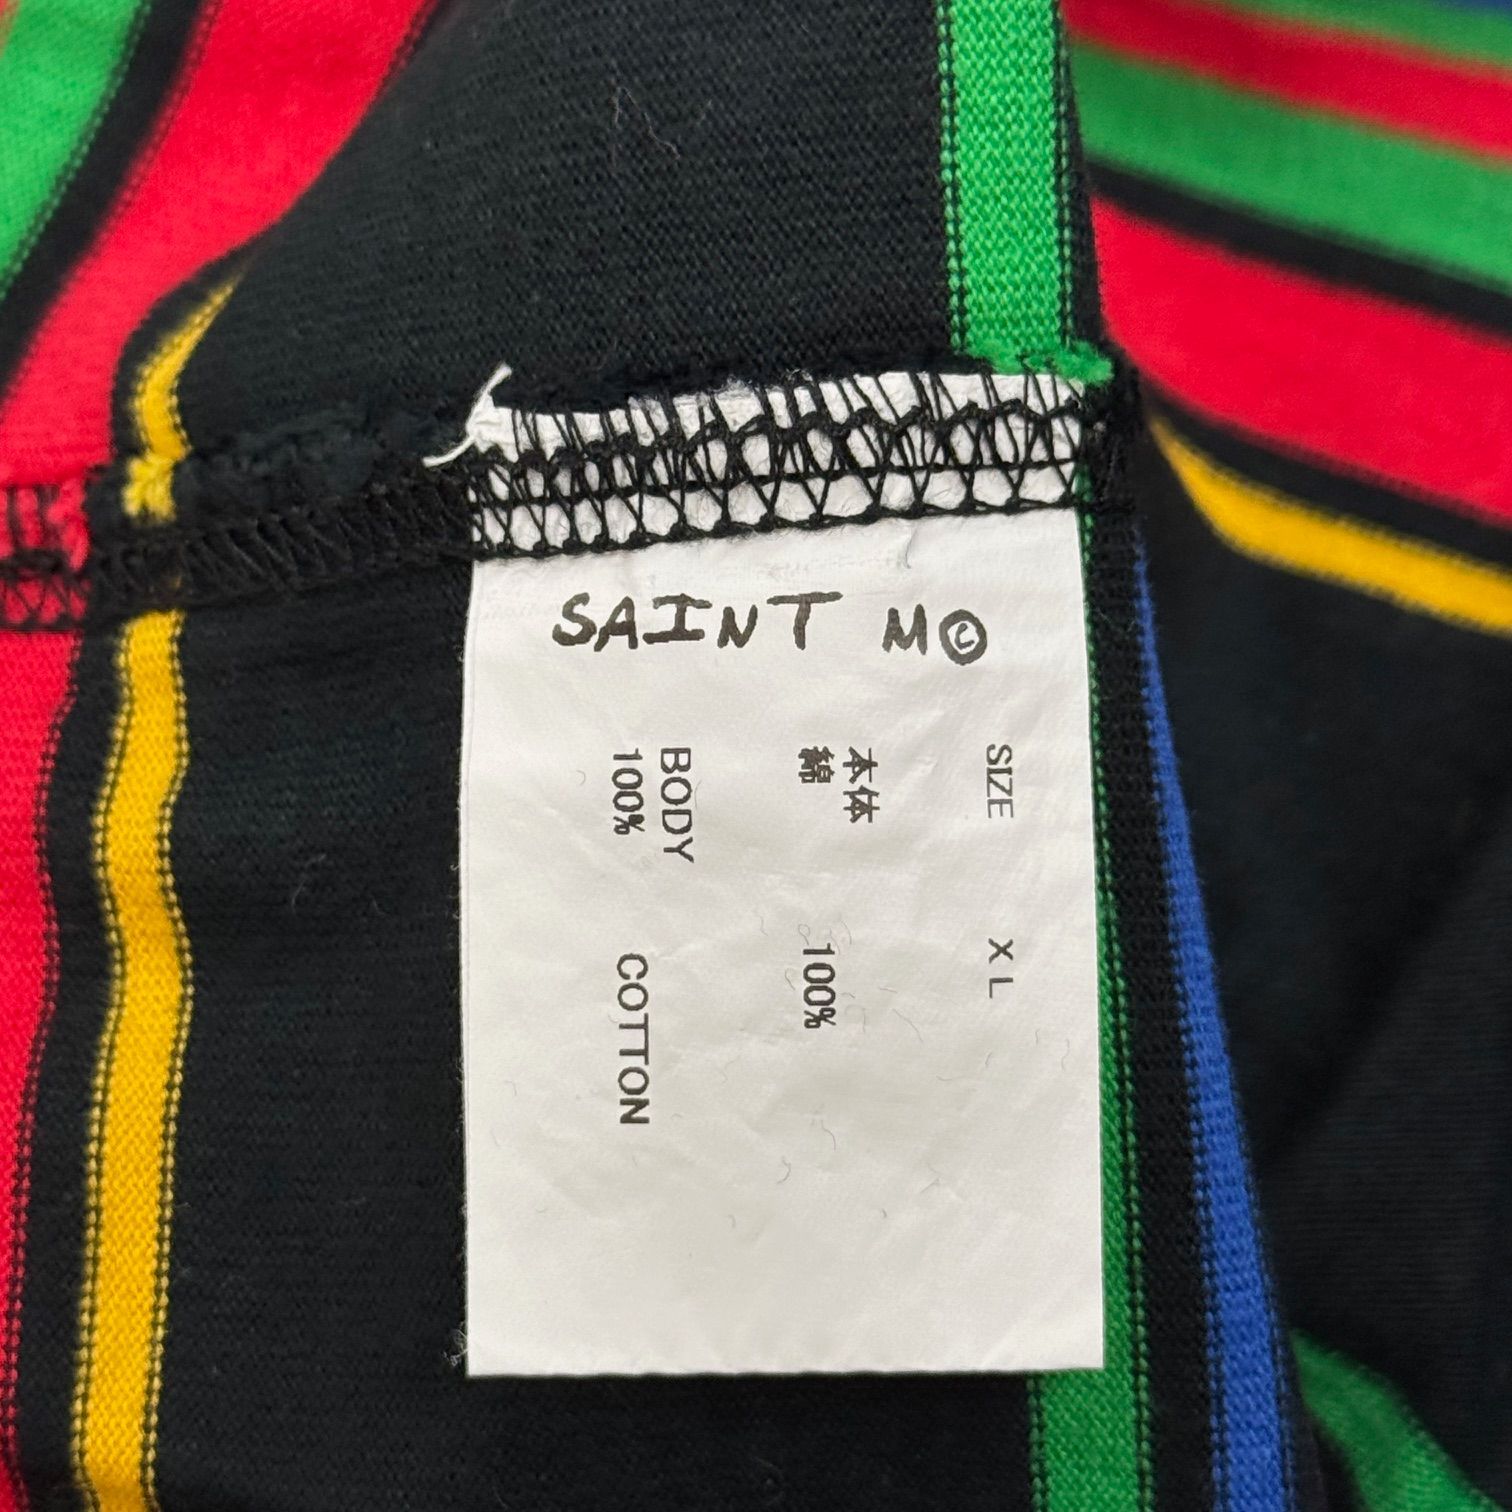 SAINT M©
SIZE XL
本体
綿 100%
BODY
100% COTTON